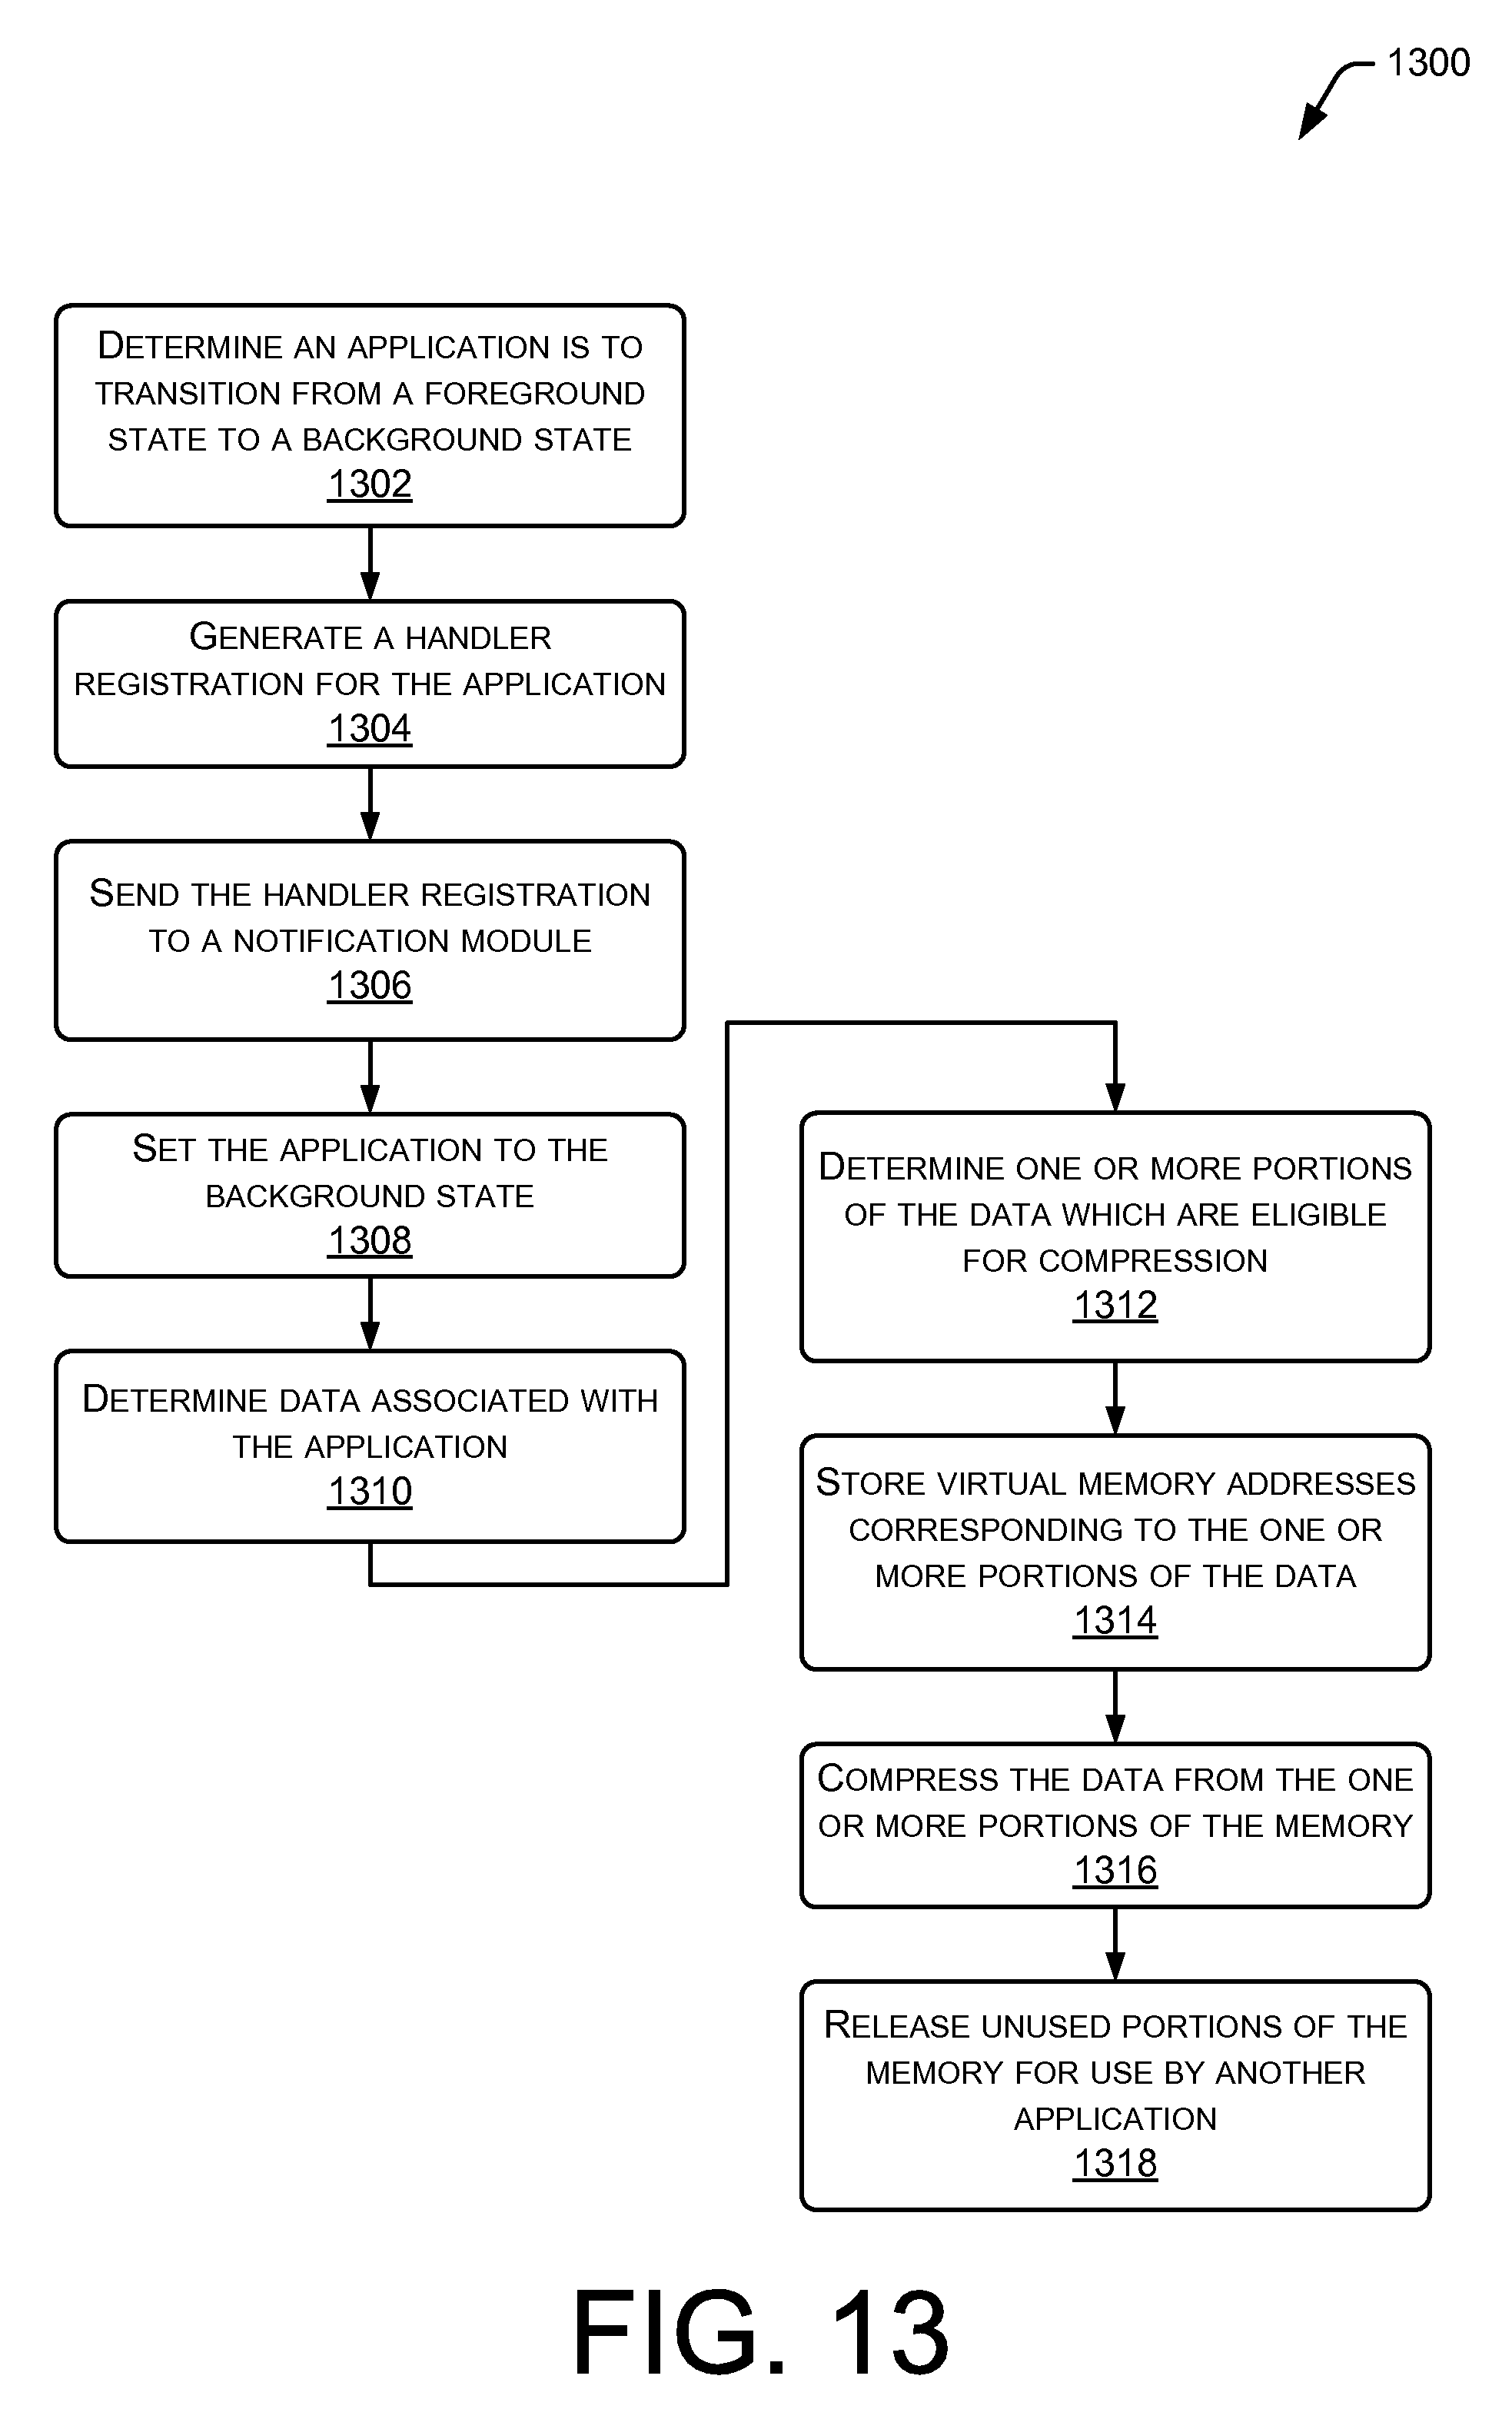 1300
DETERMINE AN APPLICATION IS TO
TRANSITION FROM A FOREGROUND
STATE TO A BACKGROUND STATE
1302
GENERATE A HANDLER
REGISTRATION FOR THE APPLICATION
1304
SEND THE HANDLER REGISTRATION
TO A NOTIFICATION MODULE
1306
SET THE APPLICATION TO THE
BACKGROUND STATE
1308
DETERMINE DATA ASSOCIATED WITH
THE APPLICATION
1310
DETERMINE ONE OR MORE PORTIONS
OF THE DATA WHICH ARE ELIGIBLE
FOR COMPRESSION
1312
STORE VIRTUAL MEMORY ADDRESSES
CORRESPONDING TO THE ONE OR
MORE PORTIONS OF THE DATA
1314
COMPRESS THE DATA FROM THE ONE
OR MORE PORTIONS OF THE MEMORY
1316
RELEASE UNUSED PORTIONS OF THE
MEMORY FOR USE BY ANOTHER
APPLICATION
1318
FIG. 13